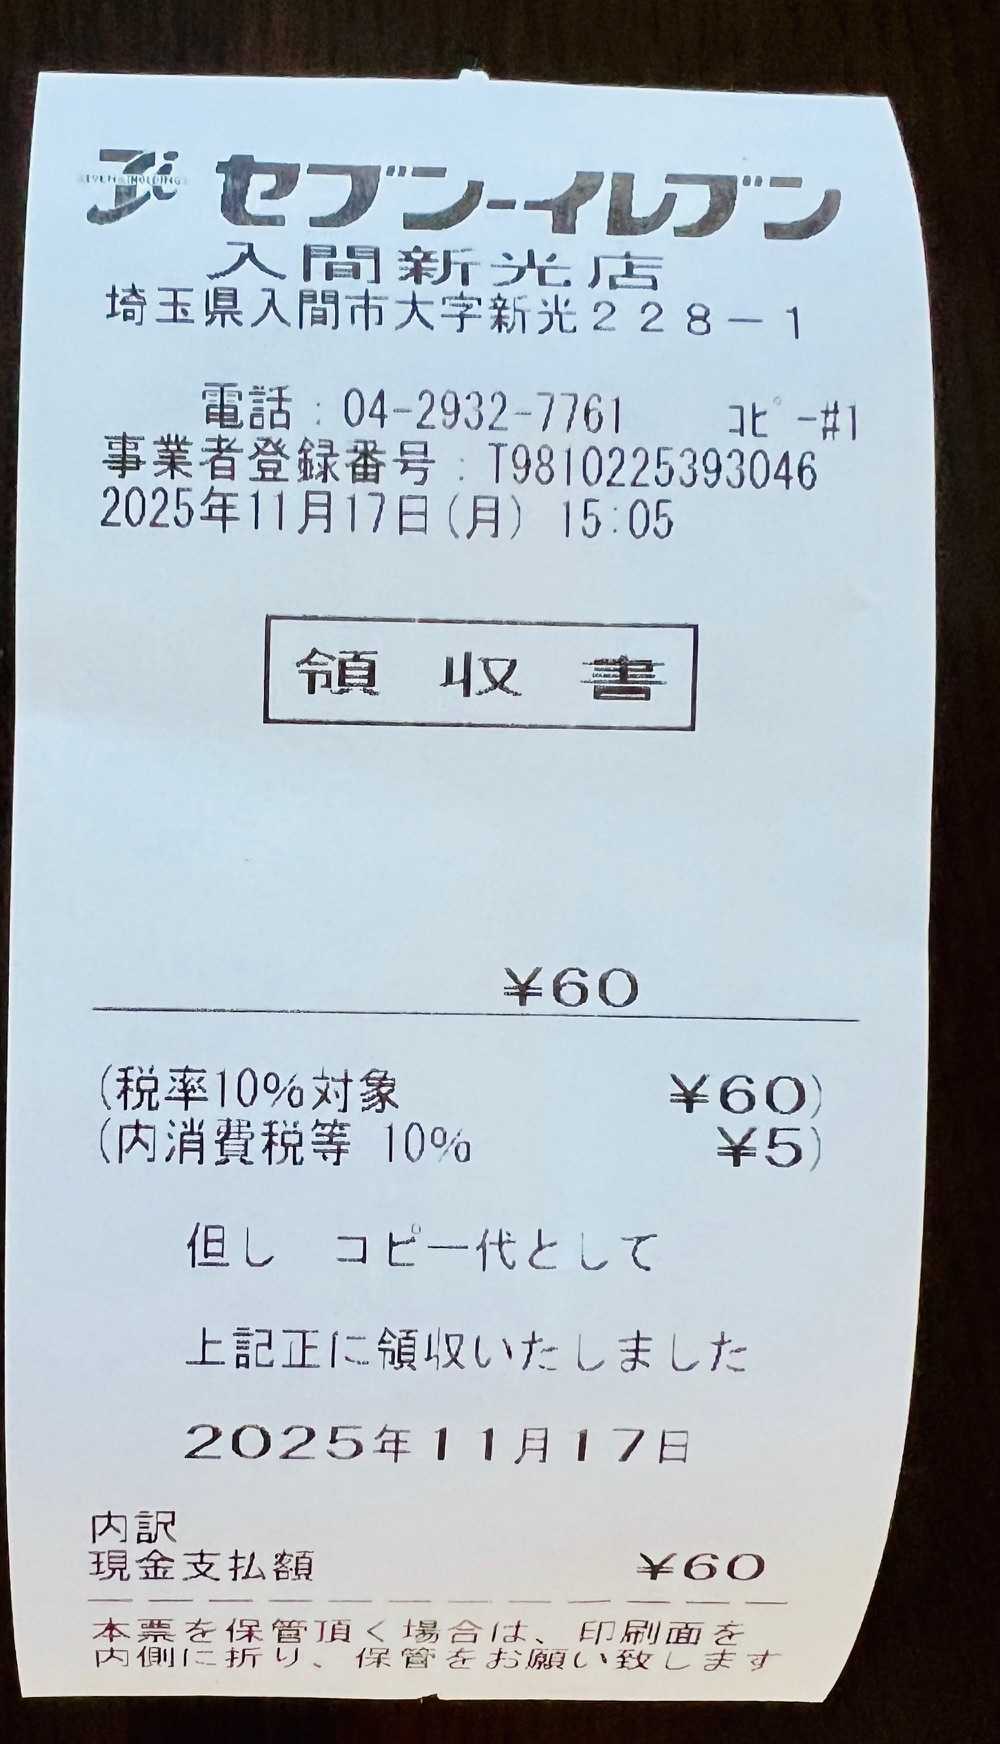 セブン-イレブン
入間新光店
埼玉県入間市大字新光２２８－１
電話：04-2932-7761 ｺﾋﾟｰ#1
事業者登録番号：T9810225393046
2025年11月17日(月) 15:05
領収書
¥60
(税率10%対象 ¥60)
(内消費税等 10% ¥5)
但し コピー代として
上記正に領収いたしました
2025年11月17日
内訳
現金支払額 ¥60
本票を保管頂く場合は、印刷面を
内側に折り、保管をお願い致します